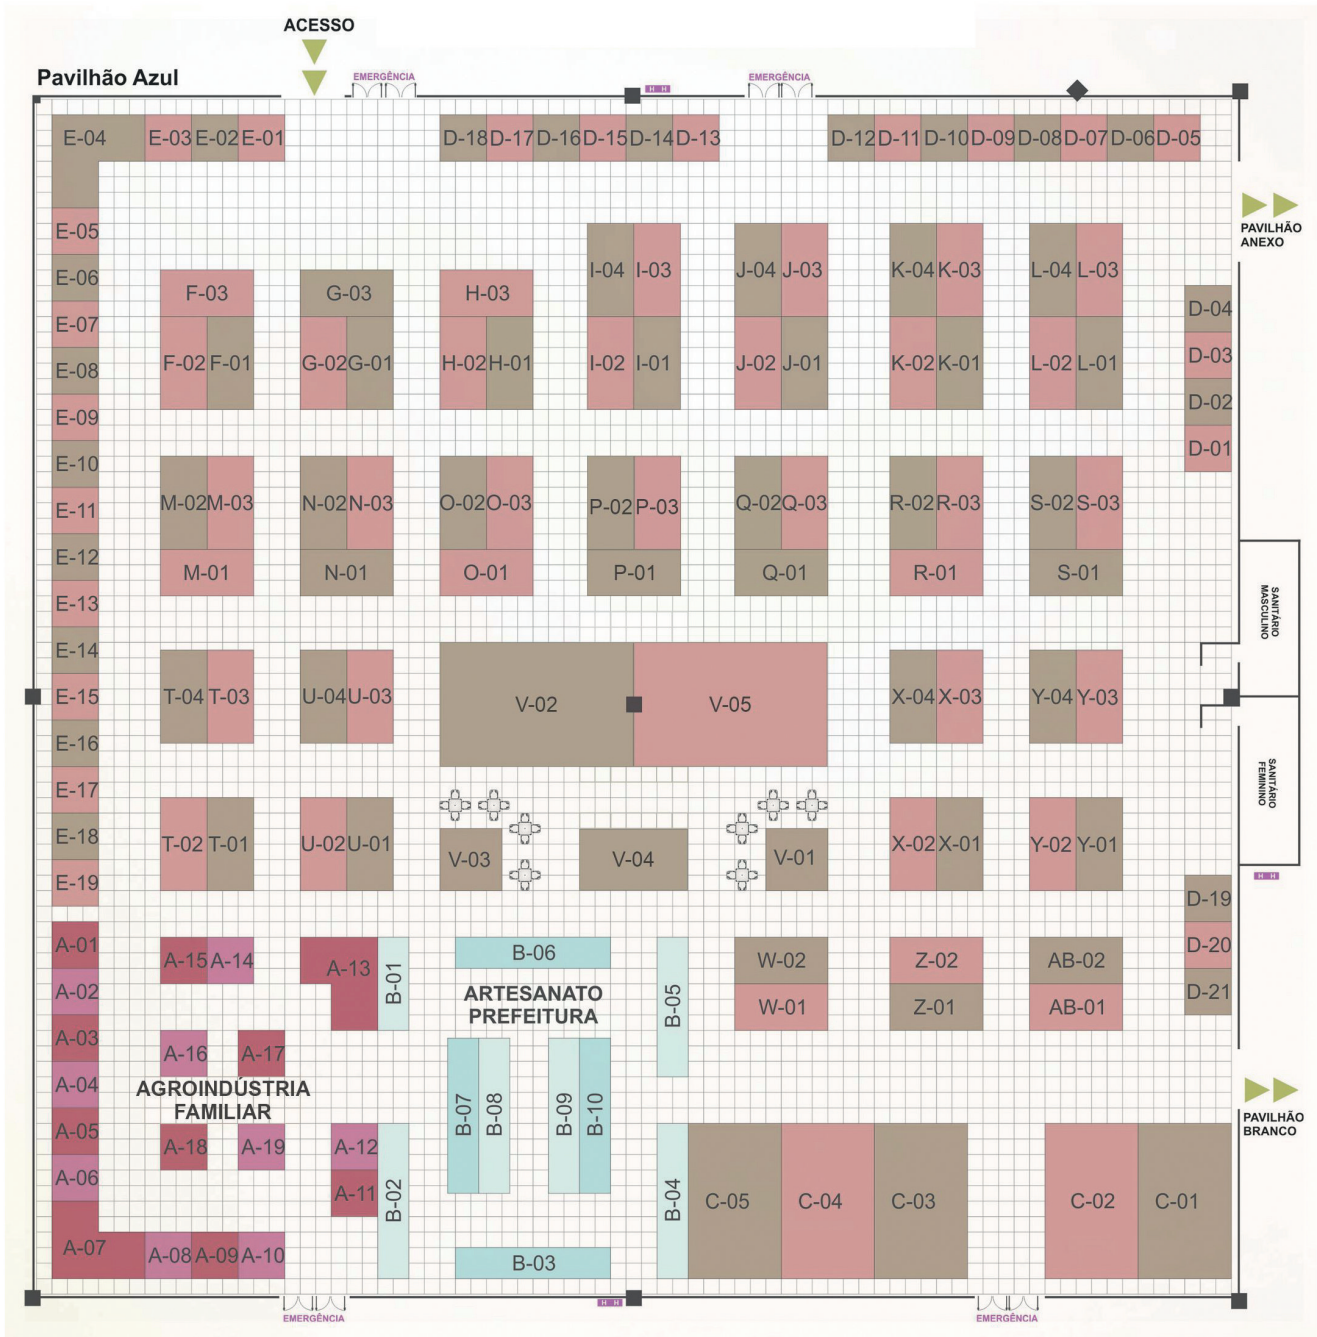 ACESSO
Pavilhão Azul
EMERGÊNCIA
H H
EMERGÊNCIA
E-04 E-03 E-02 E-01
D-18 D-17 D-16 D-15 D-14 D-13
D-12 D-11 D-10 D-09 D-08 D-07 D-06 D-05
PAVILHÃO
ANEXO
E-05
E-06
E-07
E-08
E-09
E-10
E-11
E-12
E-13
E-14
E-15
E-16
E-17
E-18
E-19
F-03
F-02 F-01
G-03
G-02 G-01
H-03
H-02 H-01
I-04 I-03
I-02 I-01
J-04 J-03
J-02 J-01
K-04 K-03
K-02 K-01
L-04 L-03
L-02 L-01
D-04
D-03
D-02
D-01
M-02 M-03
M-01
N-02 N-03
N-01
O-02 O-03
O-01
P-02 P-03
P-01
Q-02 Q-03
Q-01
R-02 R-03
R-01
S-02 S-03
S-01
SANITÁRIO
MASCULINO
T-04 T-03
U-04 U-03
V-02
V-05
X-04 X-03
Y-04 Y-03
SANITÁRIO
FEMININO
T-02 T-01
U-02 U-01
V-03
V-04
V-01
X-02 X-01
Y-02 Y-01
H H
D-19
D-20
D-21
A-01
A-02
A-03
A-04
A-05
A-06
A-07
A-08 A-09 A-10
A-15 A-14
A-13
B-01
A-16
A-17
AGROINDÚSTRIA
FAMILIAR
A-18
A-19
A-12
A-11
B-02
B-06
ARTESANATO
PREFEITURA
B-05
B-07 B-08
B-09 B-10
B-03
B-04
W-02
W-01
Z-02
Z-01
AB-02
AB-01
PAVILHÃO
BRANCO
C-05
C-04
C-03
C-02
C-01
EMERGÊNCIA
H H
EMERGÊNCIA